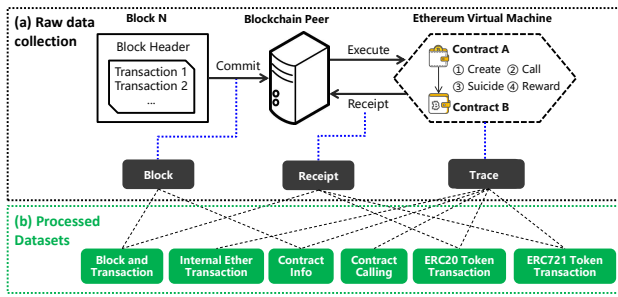 Block N
Blockchain Peer
Ethereum Virtual Machine
(a) Raw data
collection
Block Header
Transaction 1
Transaction 2
...
Commit
Execute
Receipt
Contract A
① Create ② Call
③ Suicide ④ Reward
Contract B
Block
Receipt
Trace
(b) Processed
Datasets
Block and
Transaction
Internal Ether
Transaction
Contract
Info
Contract
Calling
ERC20 Token
Transaction
ERC721 Token
Transaction